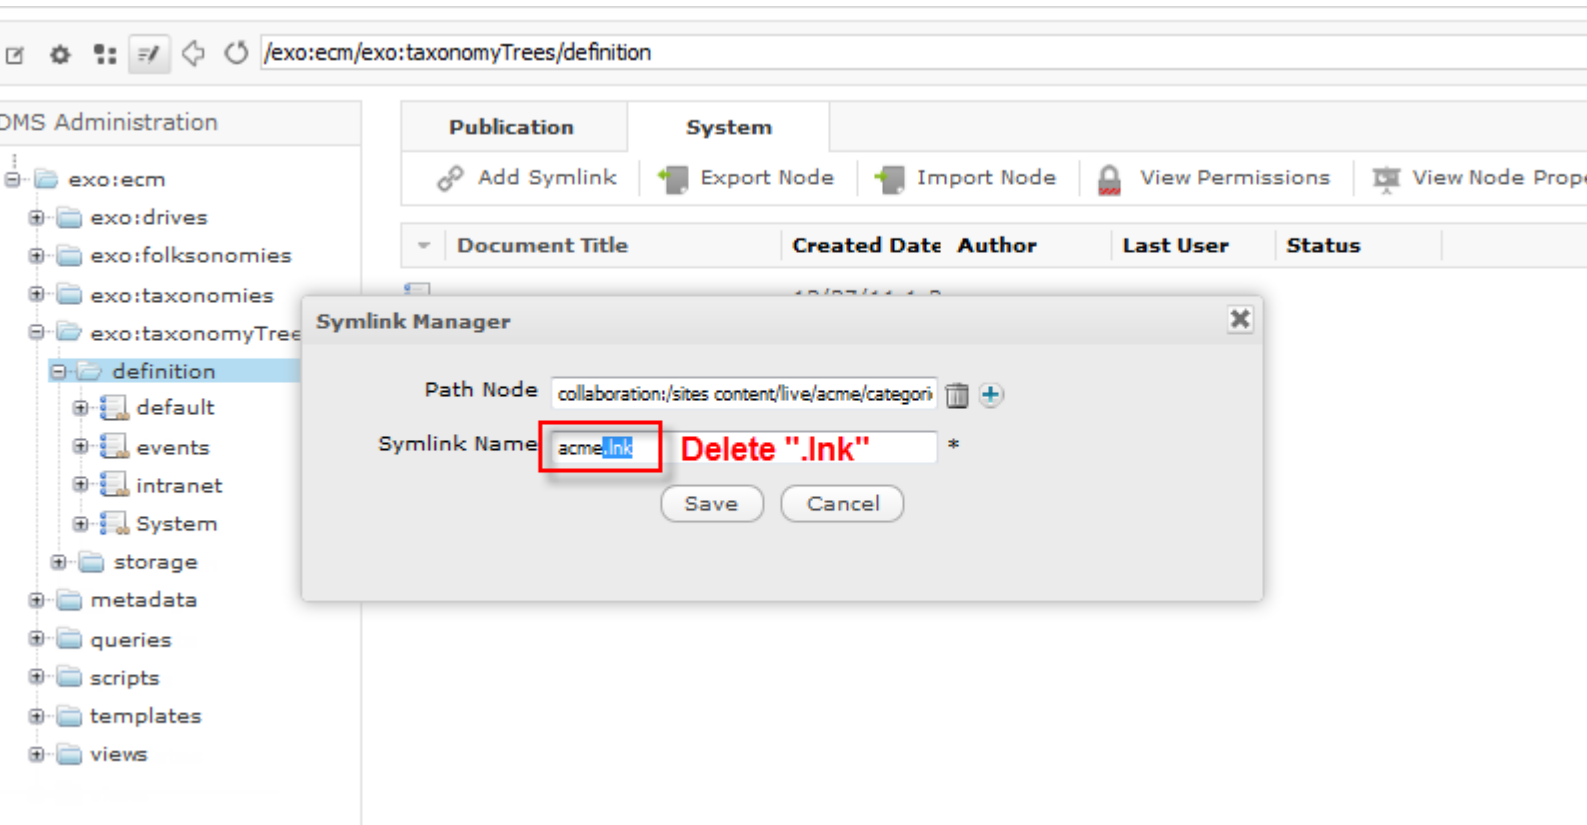 /exo:ecm/exo:taxonomyTrees/definition
DMS Administration
exo:ecm
exo:drives
exo:folksonomies
exo:taxonomies
exo:taxonomyTree
definition
default
events
intranet
System
storage
metadata
queries
scripts
templates
views
Publication System
Add Symlink Export Node Import Node View Permissions View Node Prope
Document Title Created Date Author Last User Status
Symlink Manager
Path Node collaboration:/sites content/live/acme/categori
Symlink Name acme.lnk Delete ".lnk" *
Save Cancel